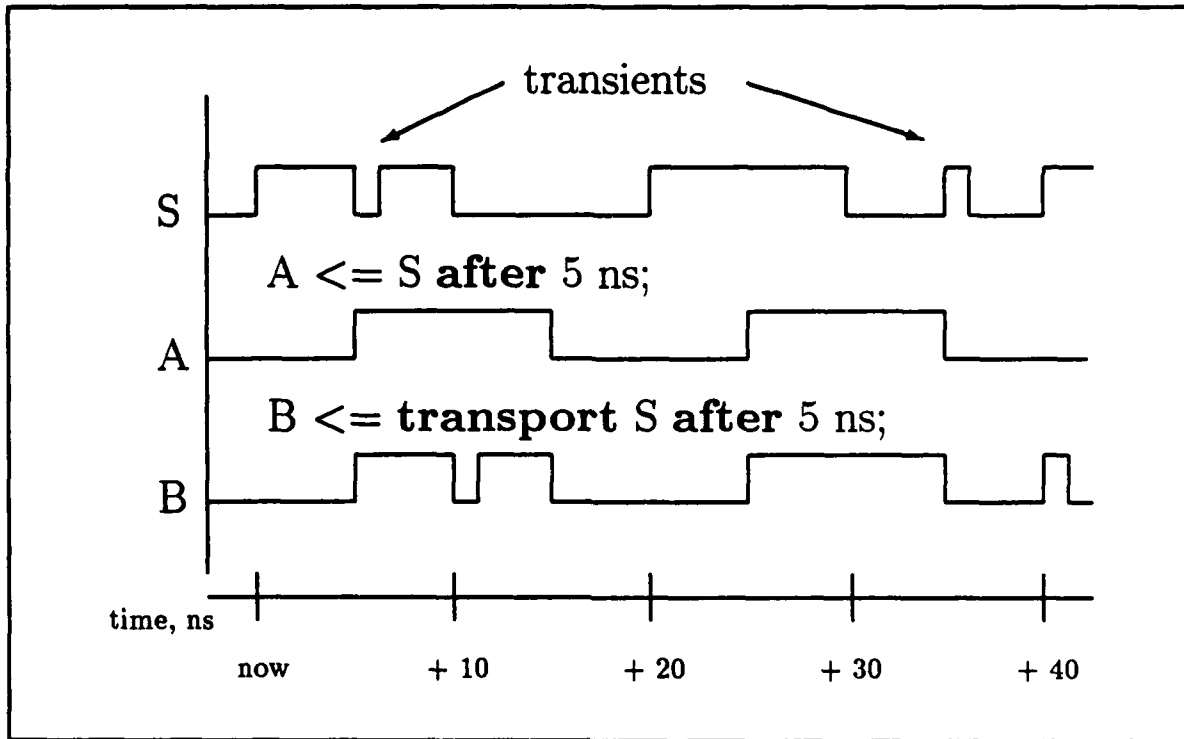 transients
S
A <= S after 5 ns;
A
B <= transport S after 5 ns;
B
time, ns
now + 10 + 20 + 30 + 40